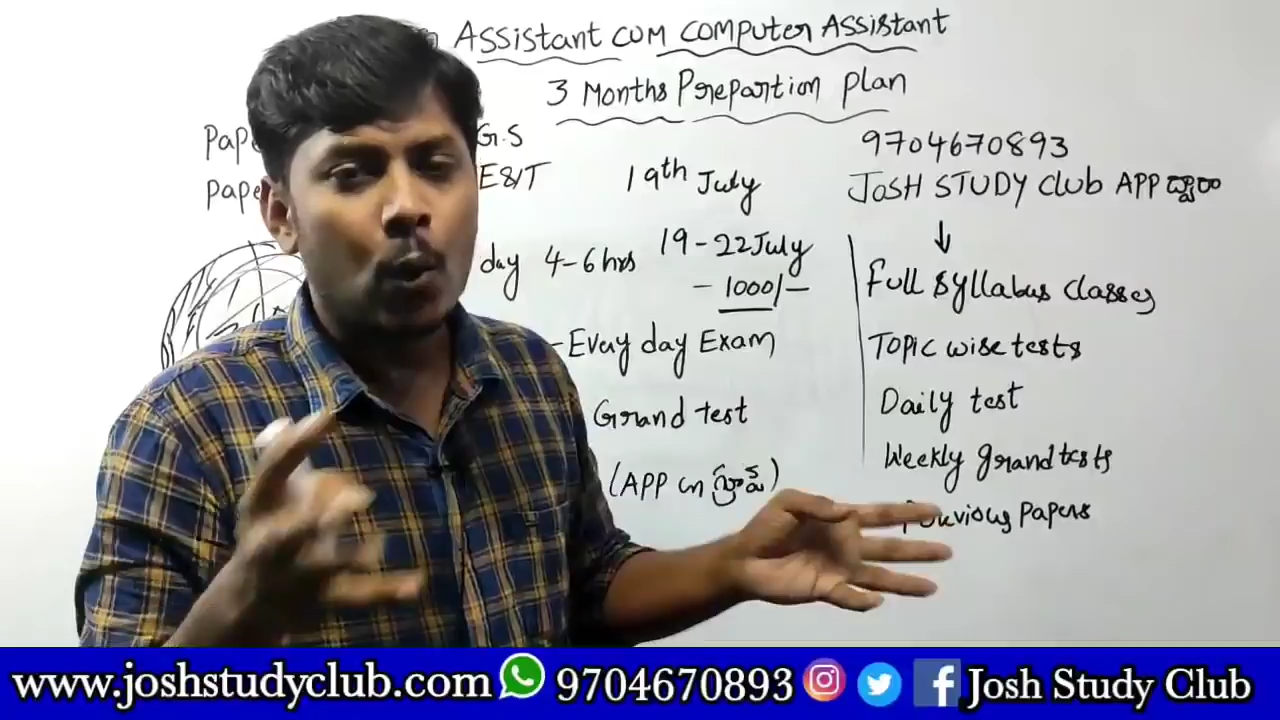 Assistant cum computer Assistant
3 Months Prepartion plan
G.S
9704670893
E&IT
19th July
JOSH STUDY Club APP ద్వారా
day 4-6 hrs
19-22 July
- 1000/-
Full syllabus classes
- Every day Exam
Topic wise tests
Grand test
Daily test
Weekly grand tests
(APP
Previous Papers
www.joshstudyclub.com 9704670893 Josh Study Club